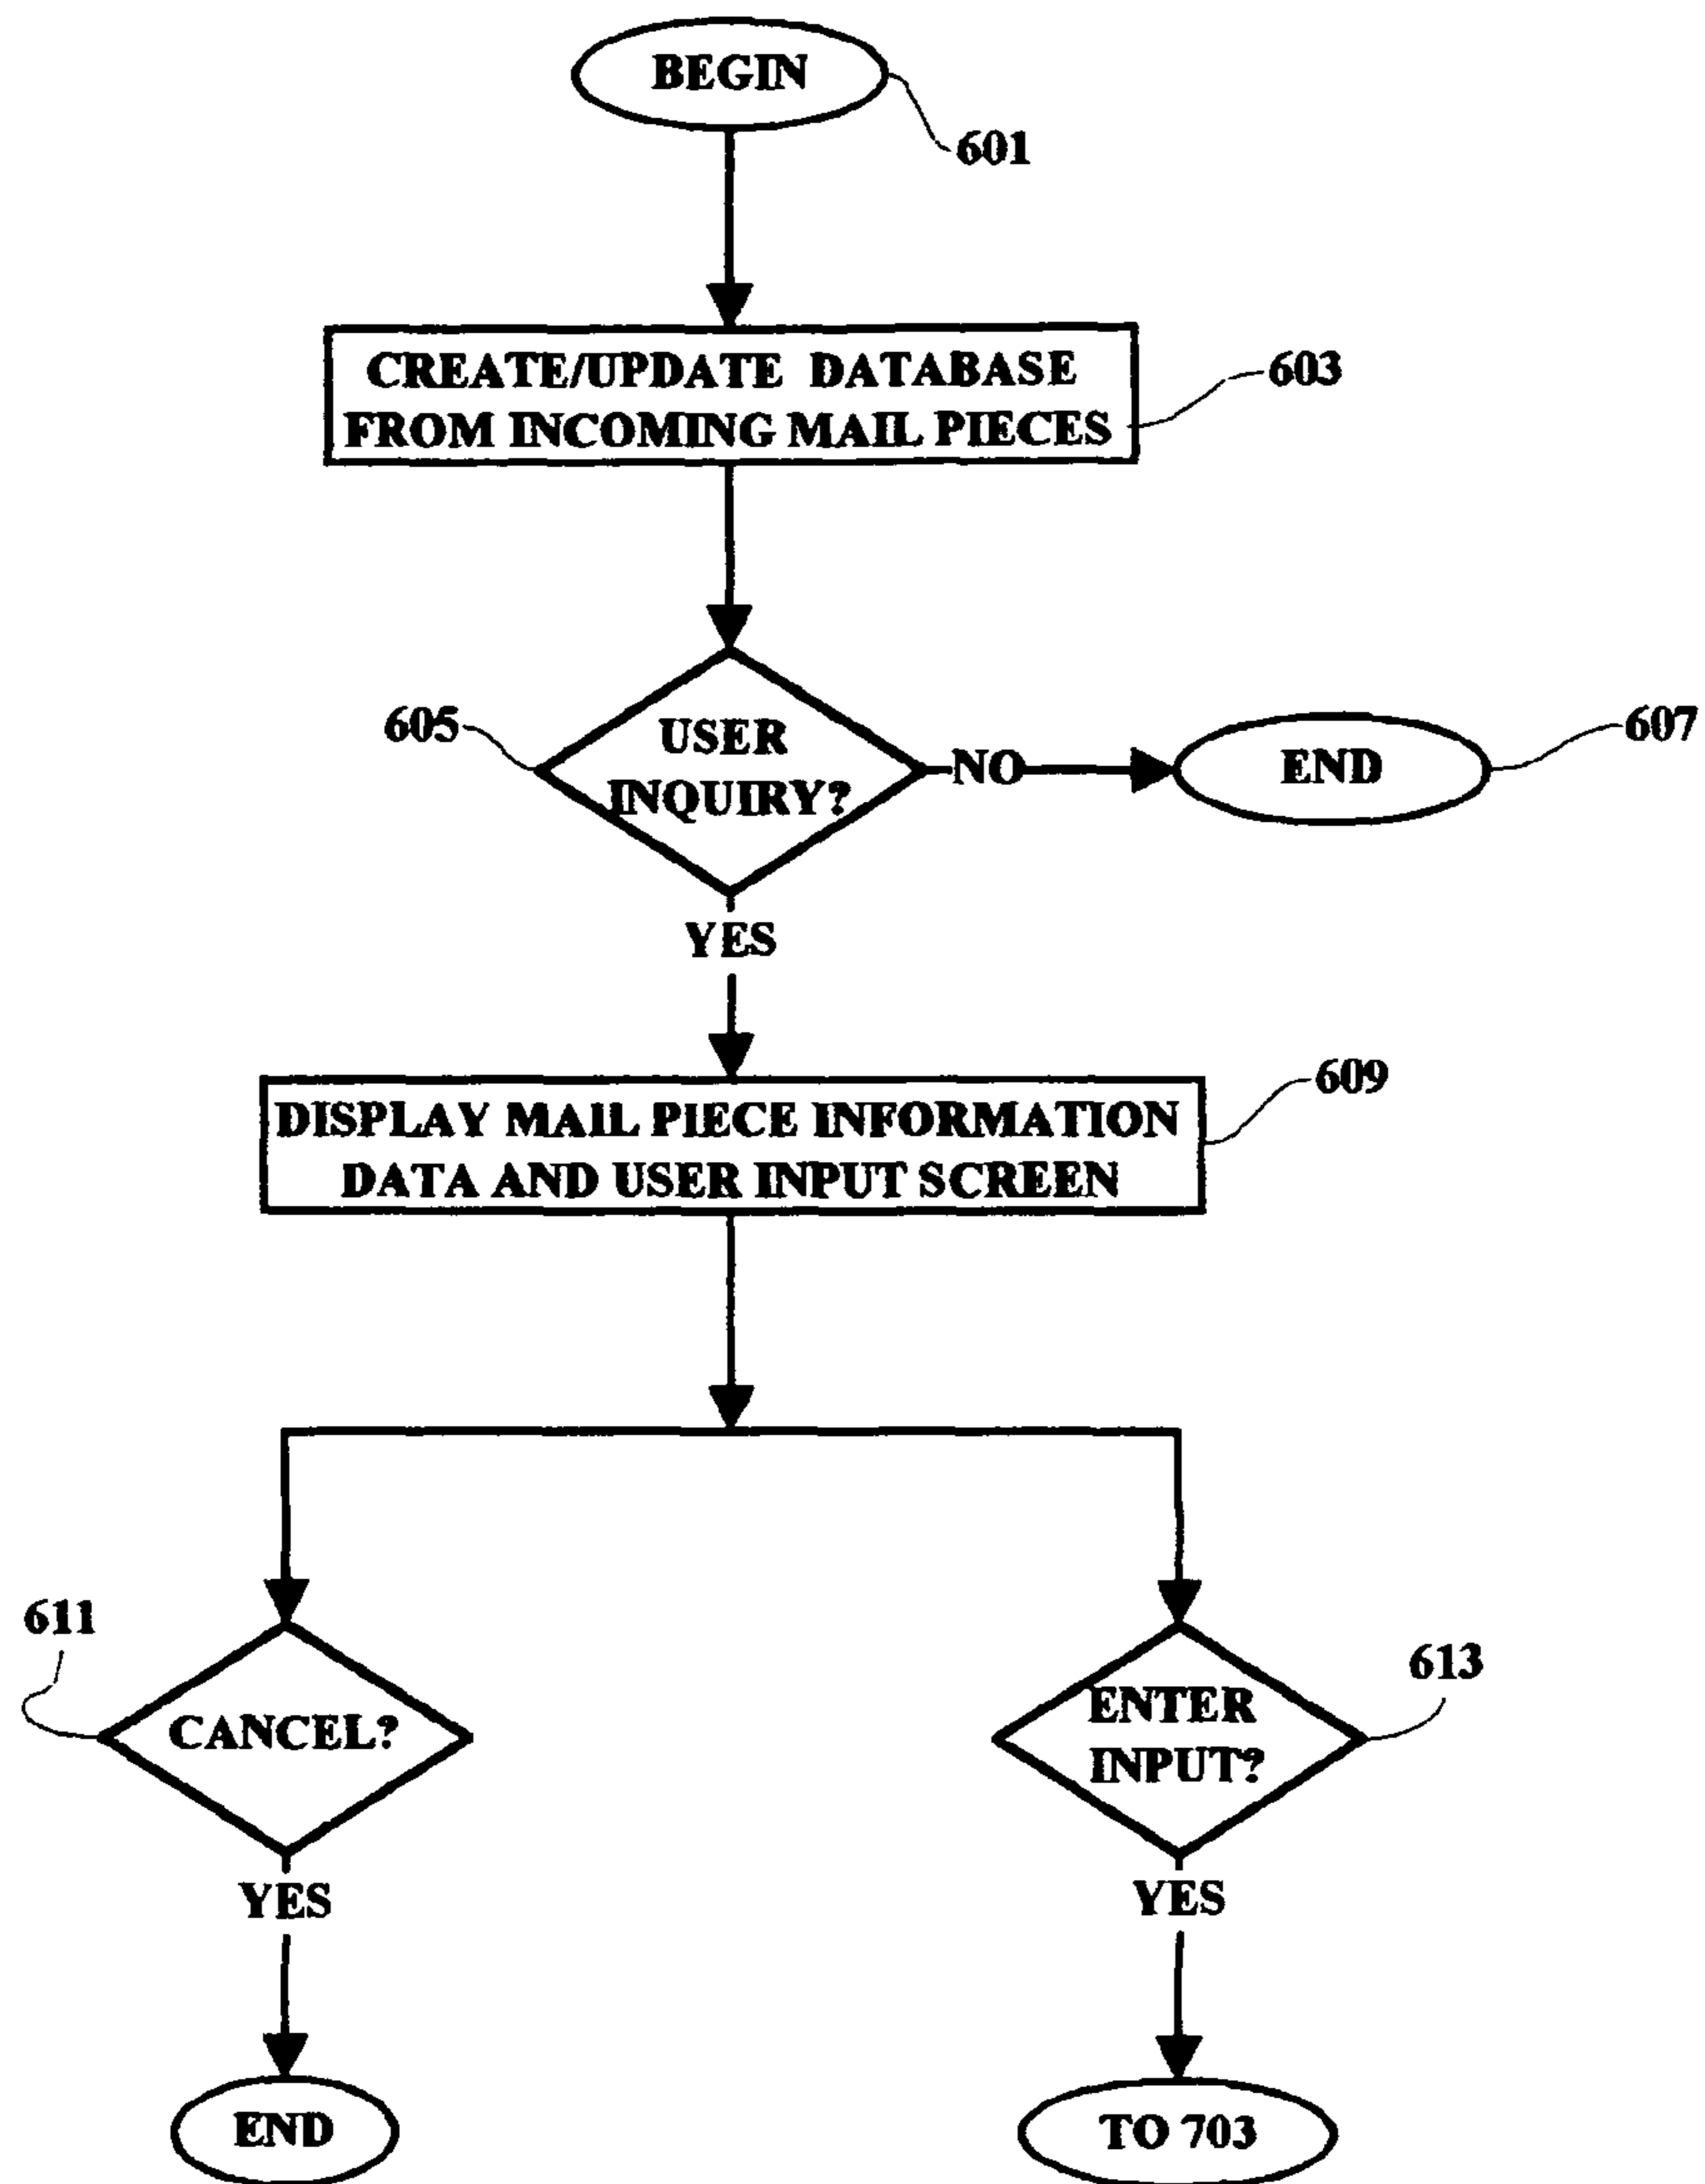 BEGIN
601
CREATE/UPDATE DATABASE
FROM INCOMING MAIL PIECES
603
605
USER
INQUIRY?
NO
END
607
YES
609
DISPLAY MAIL PIECE INFORMATION
DATA AND USER INPUT SCREEN
611
CANCEL?
613
ENTER
INPUT?
YES
YES
END
TO 703